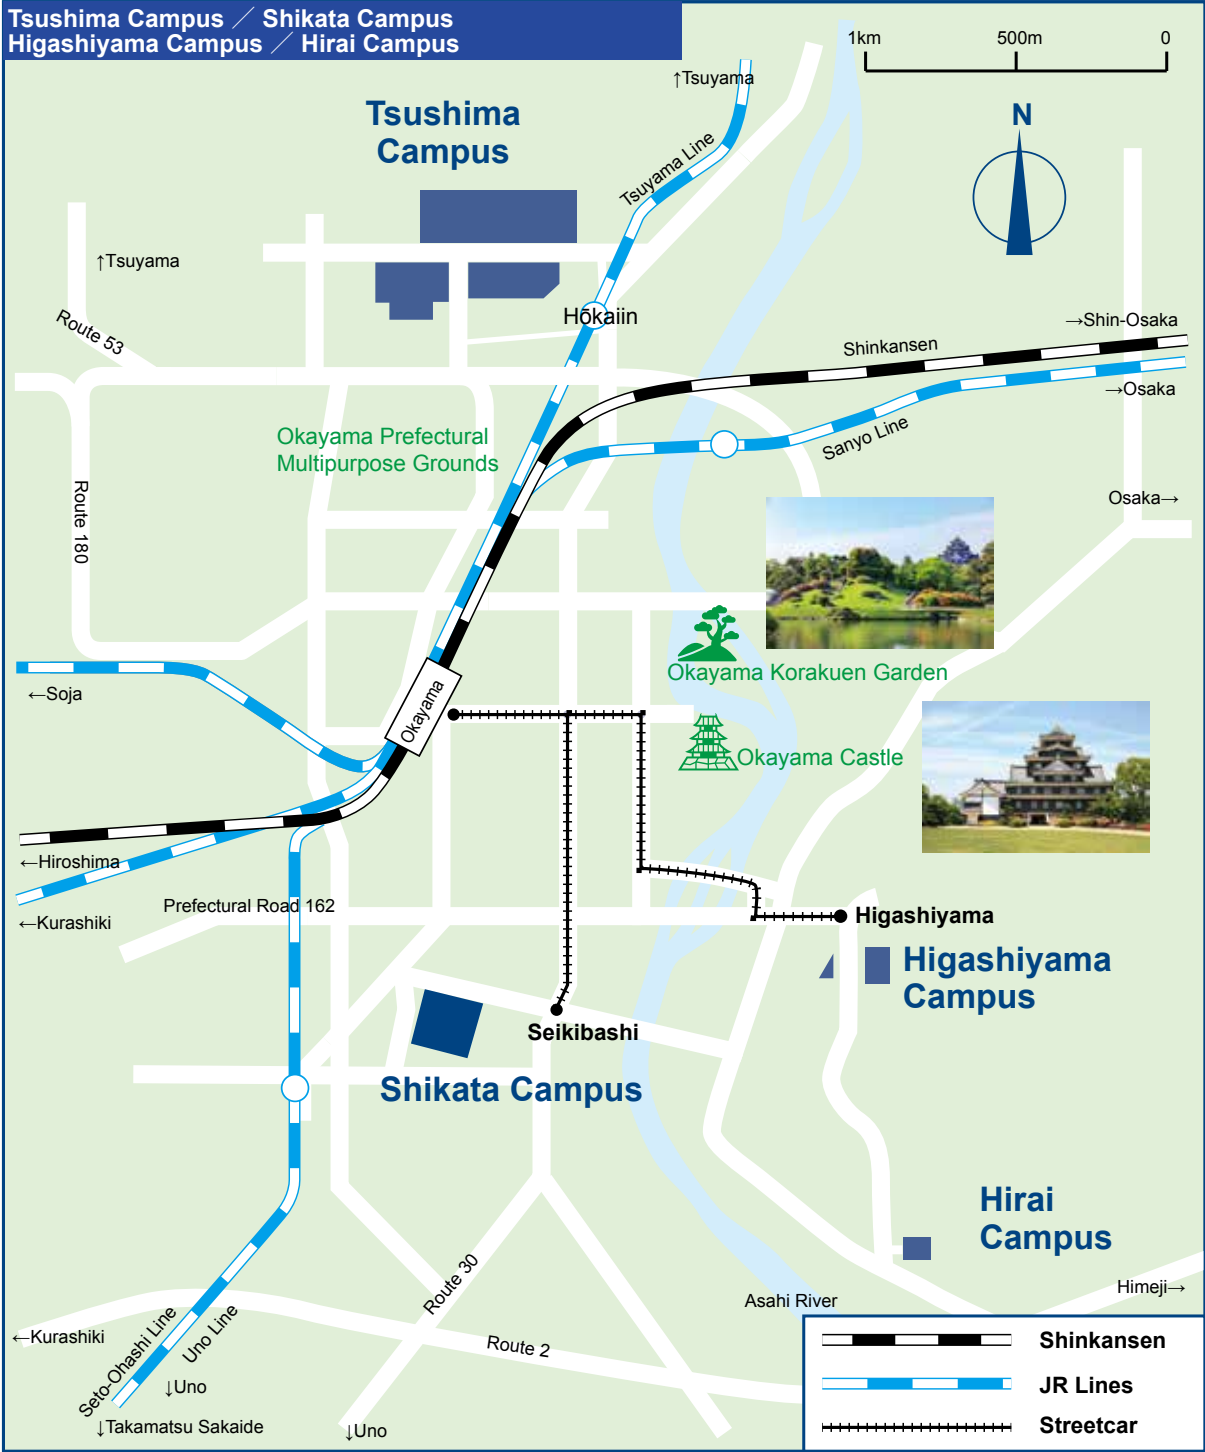 Tsushima Campus ／ Shikata Campus
Higashiyama Campus ／ Hirai Campus
1km 500m 0
N
↑Tsuyama
Tsushima
Campus
Tsuyama Line
↑Tsuyama
Route 53
Hōkaiin
→Shin-Osaka
Shinkansen
→Osaka
Sanyo Line
Okayama Prefectural
Multipurpose Grounds
Route 180
Osaka→
Okayama Korakuen Garden
←Soja
Okayama
Okayama Castle
←Hiroshima
←Kurashiki
Prefectural Road 162
Higashiyama
Higashiyama
Campus
Seikibashi
Shikata Campus
Hirai
Campus
Route 30
Himeji→
Asahi River
←Kurashiki
Seto-Ohashi Line
Uno Line
Route 2
↓Uno
↓Takamatsu Sakaide
↓Uno
Shinkansen
JR Lines
Streetcar